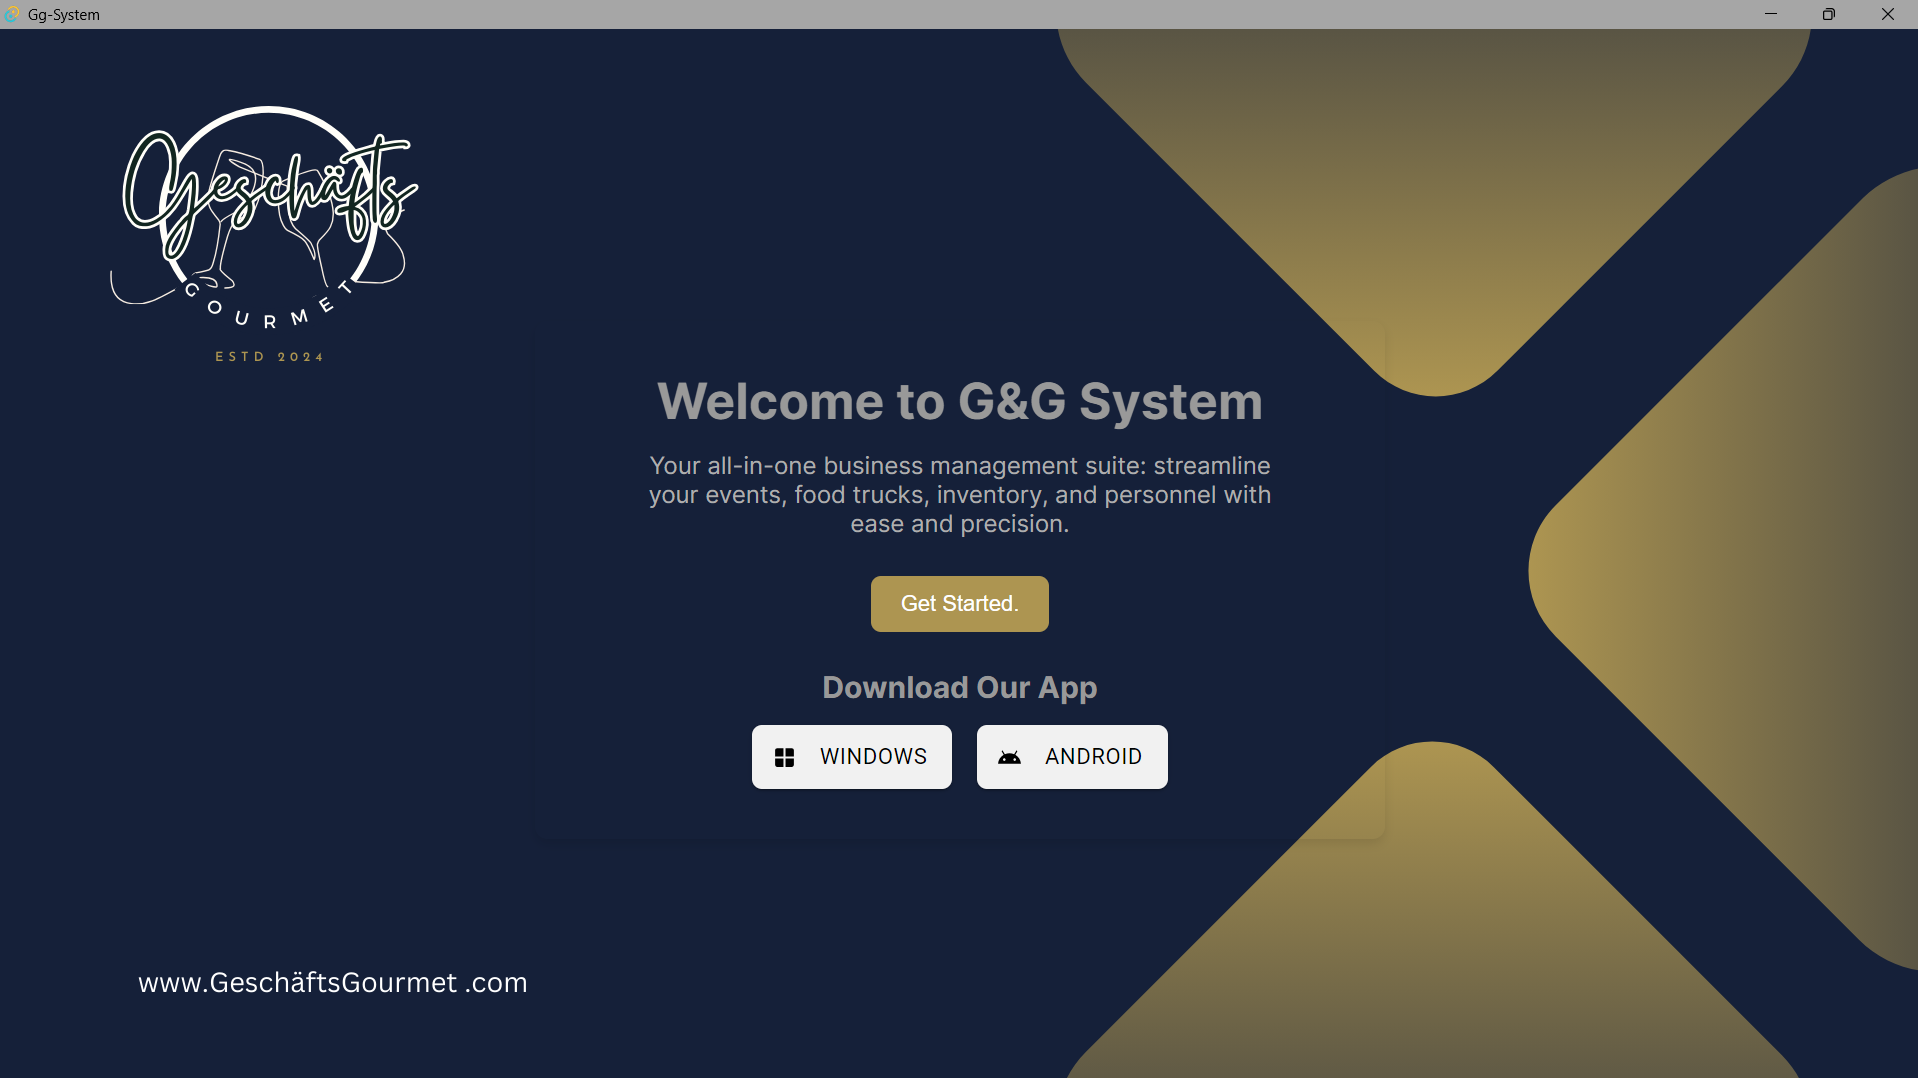 Gg-System
Geschäfts
GOURMET
ESTD 2024
Welcome to G&G System
Your all-in-one business management suite: streamline
your events, food trucks, inventory, and personnel with
ease and precision.
Get Started.
Download Our App
WINDOWS
ANDROID
www.GeschäftsGourmet .com